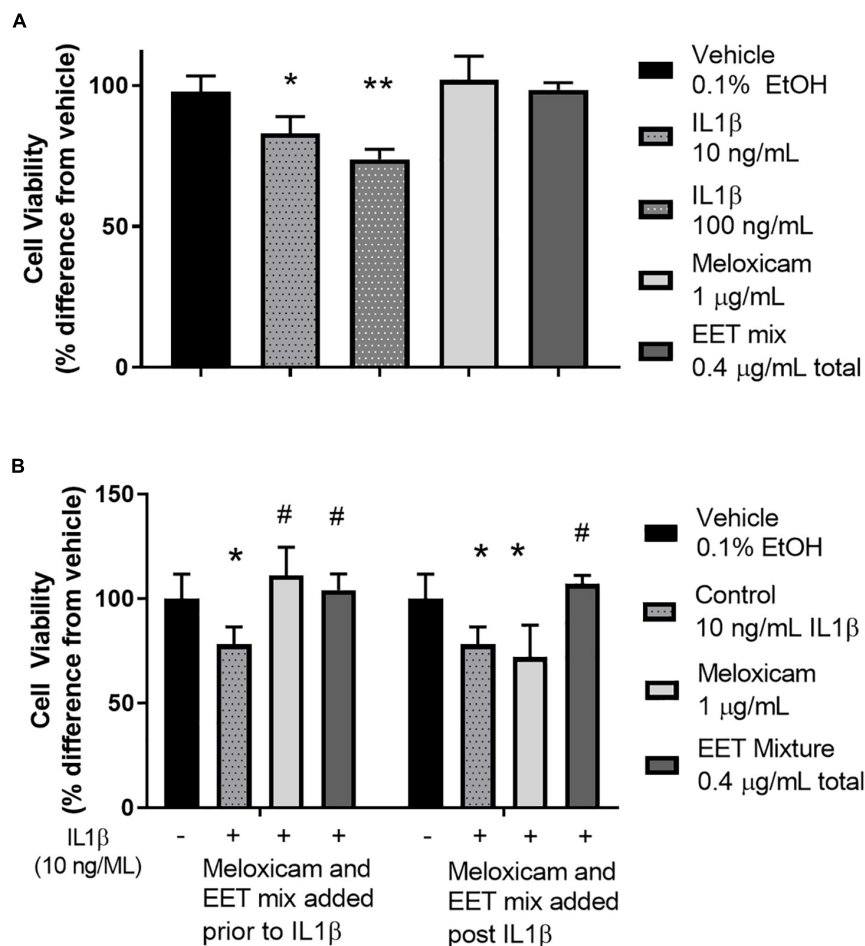 A
Cell Viability
(% difference from vehicle)
100
50
0
*
**
Vehicle
0.1% EtOH
IL1β
10 ng/mL
IL1β
100 ng/mL
Meloxicam
1 μg/mL
EET mix
0.4 μg/mL total
B
Cell Viability
(% difference from vehicle)
150
100
50
0
* # # * * #
Vehicle
0.1% EtOH
Control
10 ng/mL IL1β
Meloxicam
1 μg/mL
EET Mixture
0.4 μg/mL total
IL1β - + + + - + + +
(10 ng/ML)
Meloxicam and
EET mix added
prior to IL1β
Meloxicam and
EET mix added
post IL1β